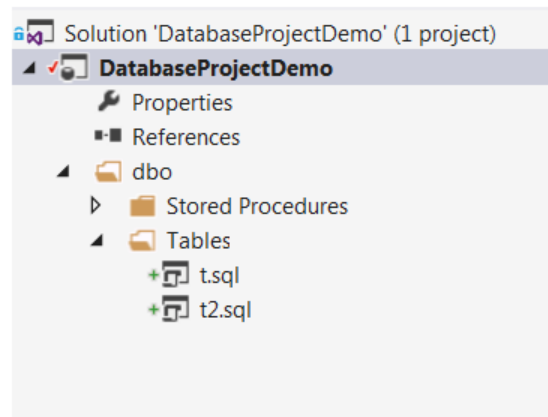 Solution 'DatabaseProjectDemo' (1 project)
DatabaseProjectDemo
Properties
References
dbo
Stored Procedures
Tables
t.sql
t2.sql